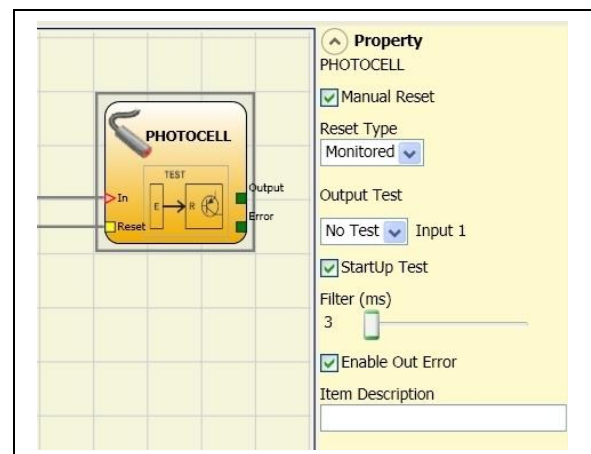 PHOTOCELL
TEST
In
E
R
Output
Reset
Error
Property
PHOTOCELL
Manual Reset
Reset Type
Monitored
Output Test
No Test Input 1
StartUp Test
Filter (ms)
3
Enable Out Error
Item Description